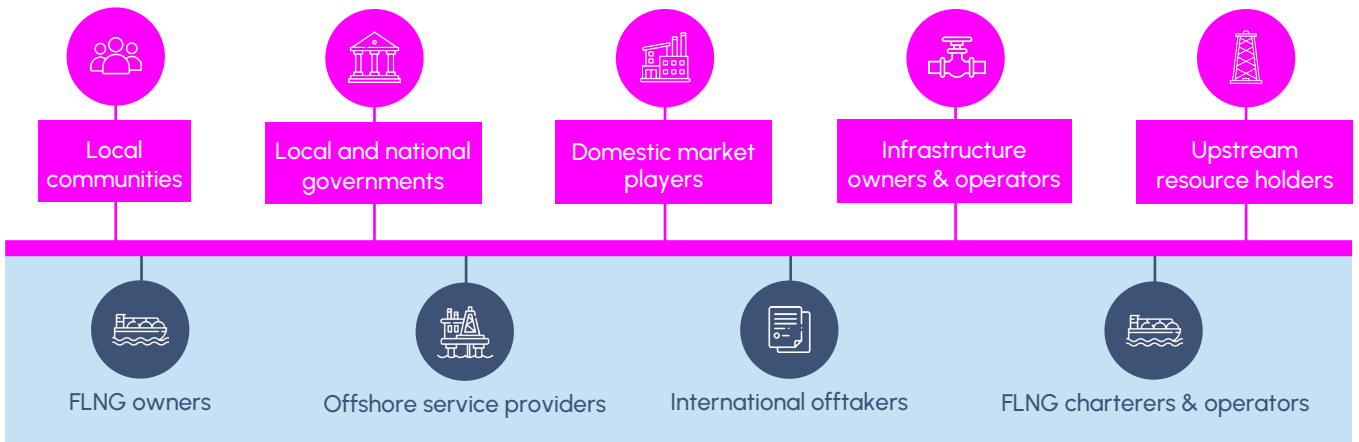 Local
communities
Local and national
governments
Domestic market
players
Infrastructure
owners & operators
Upstream
resource holders
FLNG owners
Offshore service providers
International offtakers
FLNG charterers & operators